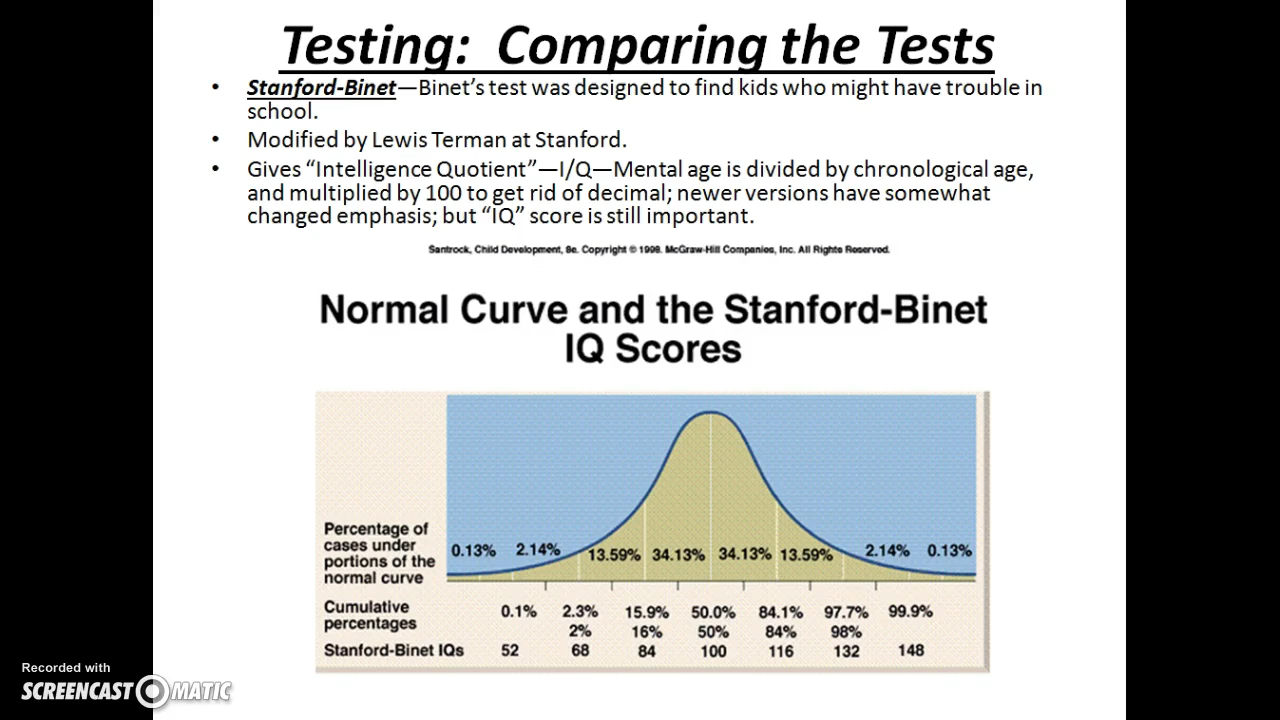 Testing: Comparing the Tests
• Stanford-Binet—Binet's test was designed to find kids who might have trouble in
school.
• Modified by Lewis Terman at Stanford.
• Gives "Intelligence Quotient"—I/Q—Mental age is divided by chronological age,
and multiplied by 100 to get rid of decimal; newer versions have somewhat
changed emphasis; but "IQ" score is still important.
Santrock, Child Development, 8e. Copyright © 1998. McGraw-Hill Companies, Inc. All Rights Reserved.
Normal Curve and the Stanford-Binet
IQ Scores
Percentage of
cases under
portions of the
normal curve
0.13% 2.14% 13.59% 34.13% 34.13% 13.59% 2.14% 0.13%
Cumulative
percentages
0.1% 2.3% 15.9% 50.0% 84.1% 97.7% 99.9%
2% 16% 50% 84% 98%
Stanford-Binet IQs 52 68 84 100 116 132 148
Recorded with
SCREENCAST MATIC